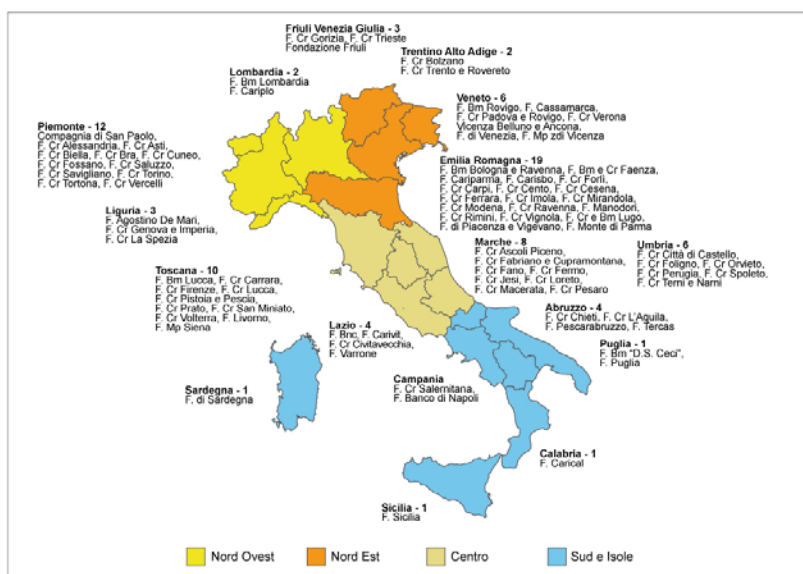 Friuli Venezia Giulia - 3
F. Cr Gorizia, F. Cr Trieste
Fondazione Friuli
Trentino Alto Adige - 2
F. Cr Bolzano
F. Cr Trento e Rovereto
Lombardia - 2
F. Bm Lombardia
F. Cariplo
Veneto - 6
F. Bm Rovigo, F. Cassamarca,
F. Cr Padova e Rovigo, F. Cr Verona
Vicenza Belluno e Ancona,
F. di Venezia, F. Mp zdi Vicenza
Piemonte - 12
Compagnia di San Paolo,
F. Cr Alessandria, F. Cr Asti,
F. Cr Biella, F. Cr Bra, F. Cr Cuneo,
F. Cr Fossano, F. Cr Saluzzo,
F. Cr Savigliano, F. Cr Torino,
F. Cr Tortona, F. Cr Vercelli
Emilia Romagna - 19
F. Bm Bologna e Ravenna, F. Bm e Cr Faenza,
F. Cariparma, F. Carisbo, F. Cr Forlì,
F. Cr Carpi, F. Cr Cento, F. Cr Cesena,
F. Cr Ferrara, F. Cr Imola, F. Cr Mirandola,
F. Cr Modena, F. Cr Ravenna, F. Manodori,
F. Cr Rimini, F. Cr Vignola, F. Cr e Bm Lugo,
F. di Piacenza e Vigevano, F. Monte di Parma
Liguria - 3
F. Agostino De Mari,
F. Cr Genova e Imperia,
F. Cr La Spezia
Marche - 8
F. Cr Ascoli Piceno,
F. Cr Fabriano e Cupramontana,
F. Cr Fano, F. Cr Fermo,
F. Cr Jesi, F. Cr Loreto,
F. Cr Macerata, F. Cr Pesaro
Umbria - 6
F. Cr Città di Castello,
F. Cr Foligno, F. Cr Orvieto,
F. Cr Perugia, F. Cr Spoleto,
F. Cr Terni e Narni
Toscana - 10
F. Bm Lucca, F. Cr Carrara,
F. Cr Firenze, F. Cr Lucca,
F. Cr Pistoia e Pescia,
F. Cr Prato, F. Cr San Miniato,
F. Cr Volterra, F. Livorno,
F. Mp Siena
Abruzzo - 4
F. Cr Chieti, F. Cr L'Aquila,
F. Pescarabruzzo, F. Tercas
Lazio - 4
F. Bnc, F. Carivit,
F. Cr Civitavecchia,
F. Varrone
Puglia - 1
F. Bm "D.S. Ceci",
F. Puglia
Sardegna - 1
F. di Sardegna
Campania
F. Cr Salernitana,
F. Banco di Napoli
Calabria - 1
F. Carical
Sicilia - 1
F. Sicilia
Nord Ovest
Nord Est
Centro
Sud e Isole